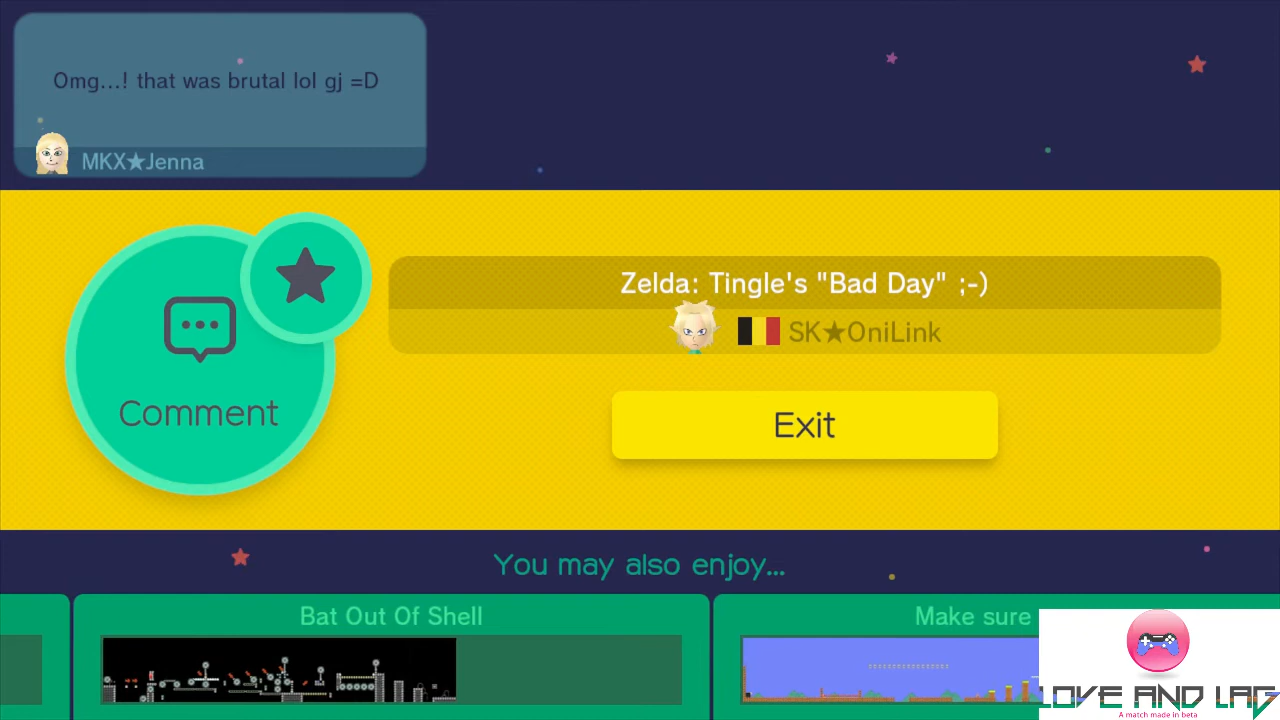 Omg...! that was brutal lol gj =D
MKX★Jenna
Zelda: Tingle's "Bad Day" ;-)
SK★OniLink
Comment
Exit
You may also enjoy...
Bat Out Of Shell
Make sure
LOVE AND LAG
A match made in beta